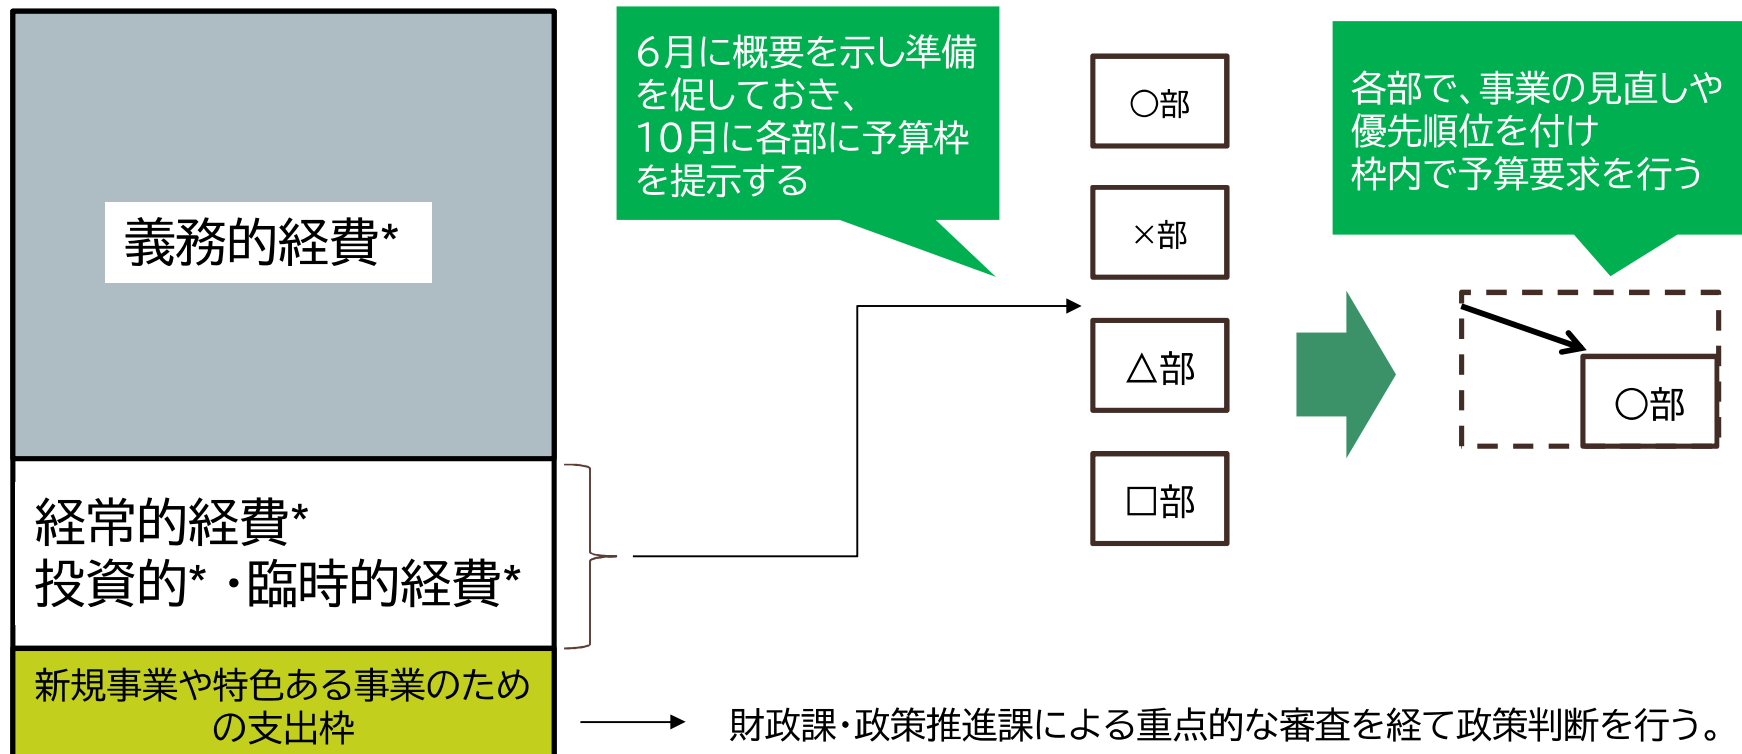 義務的経費*
経常的経費*
投資的*・臨時的経費*
新規事業や特色ある事業のため
の支出枠
6月に概要を示し準備
を促しておき、
10月に各部に予算枠
を提示する
〇部
×部
△部
□部
各部で、事業の見直しや
優先順位を付け
枠内で予算要求を行う
〇部
財政課・政策推進課による重点的な審査を経て政策判断を行う。